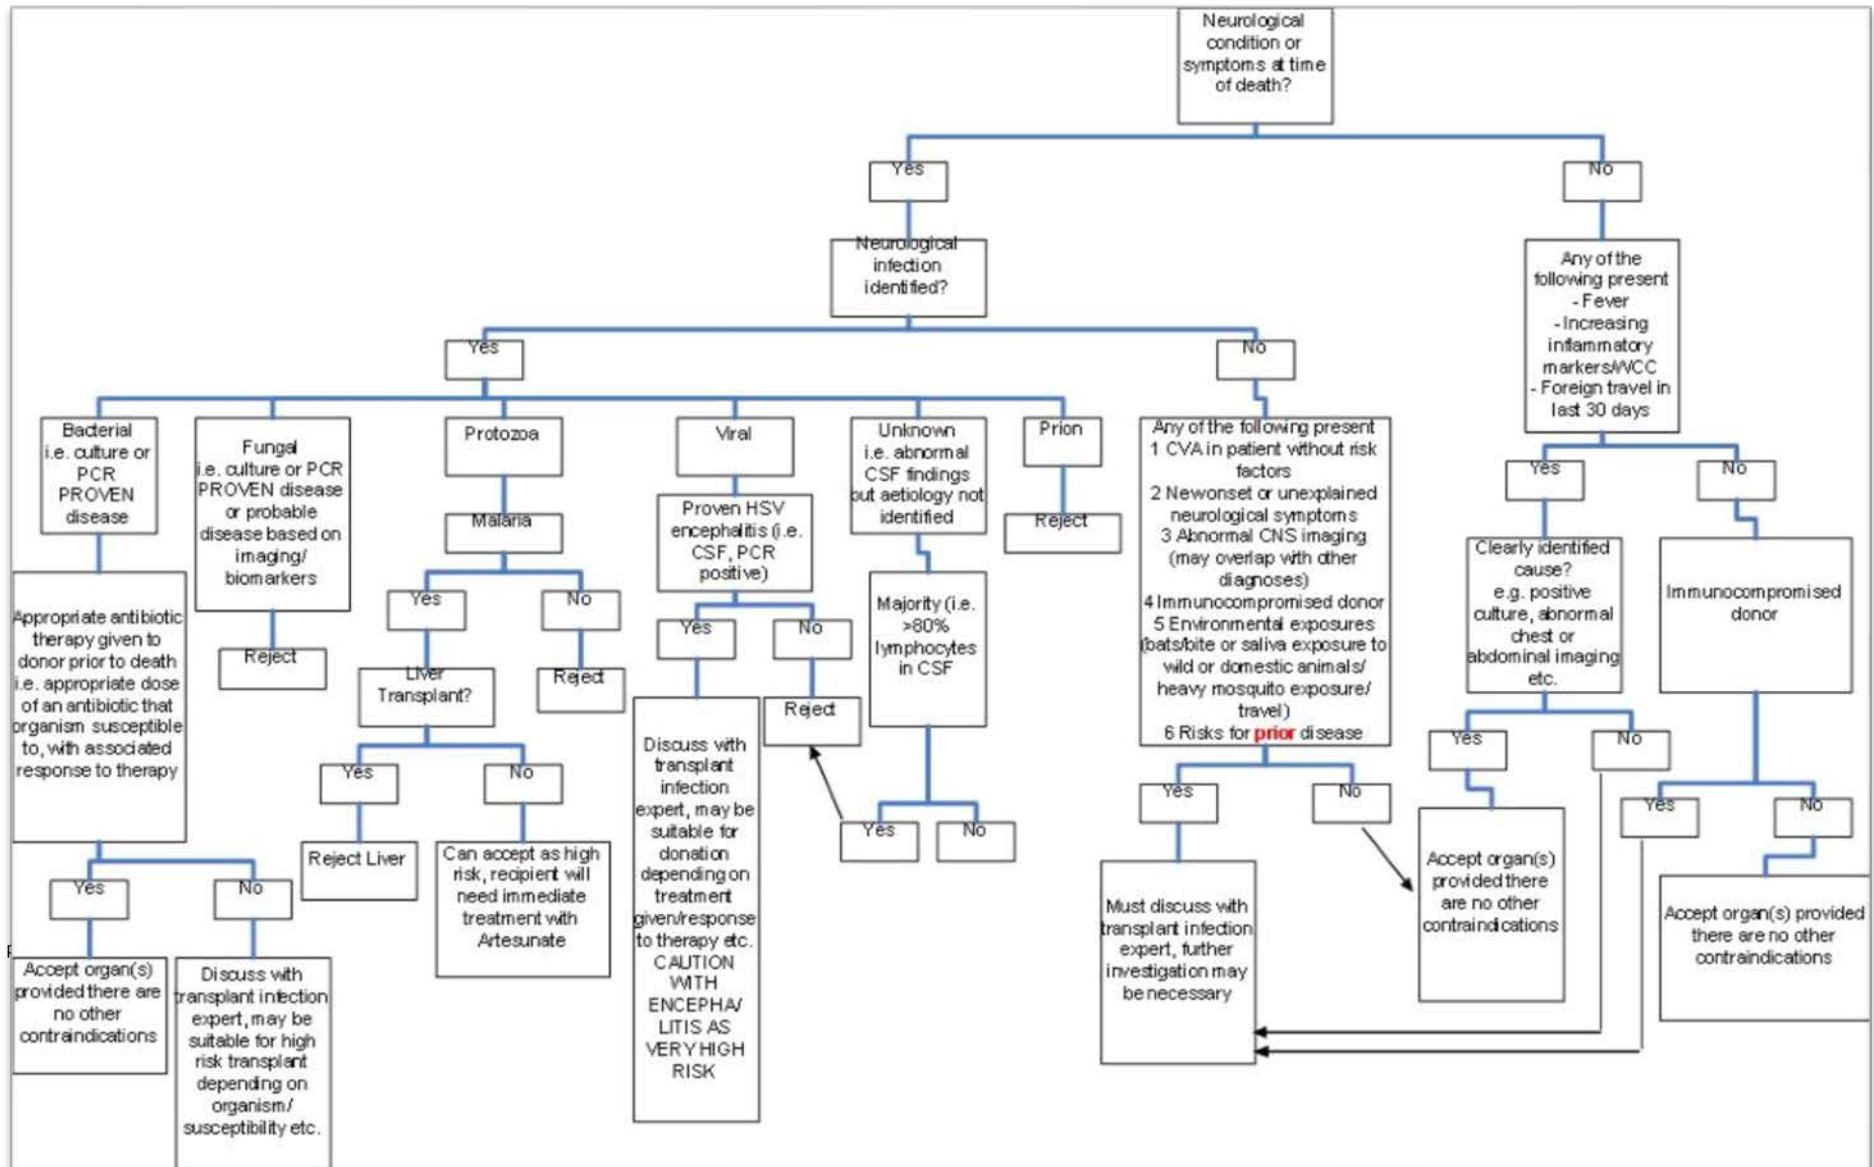 Neurological
condition or
symptoms at time
of death?
Yes
No
Neurological
infection
identified?
Any of the
following present
- Fever
- Increasing
inflammatory
markers/WCC
- Foreign travel in
last 30 days
Yes
No
Bacterial
i.e. culture or
PCR
PROVEN
disease
Fungal
i.e. culture or PCR
PROVEN disease
or probable
disease based on
imaging/
biomarkers
Protozoa
Viral
Unknown
i.e. abnormal
CSF findings
but aetiology not
identified
Prion
Any of the following present
1 CVA in patient without risk
factors
2 Newonset or unexplained
neurological symptoms
3 Abnormal CNS imaging
(may overlap with other
diagnoses)
4 Immunocompromised donor
5 Environmental exposures
(bats/bite or saliva exposure to
wild or domestic animals/
heavy mosquito exposure/
travel)
6 Risks for prior disease
Yes
No
Malaria
Proven HSV
encephalitis (i.e.
CSF, PCR
positive)
Reject
Clearly identified
cause?
e.g. positive
culture, abnormal
chest or
abdominal imaging
etc.
Immunocompromised
donor
Appropriate antibiotic
therapy given to
donor prior to death
i.e. appropriate dose
of an antibiotic that
organism susceptible
to, with associated
response to therapy
Reject
Yes
No
Yes
No
Majority (i.e.
>80%
lymphocytes
in CSF
Liver
Transplant?
Reject
Reject
Discuss with
transplant
infection
expert, may be
suitable for
donation
depending on
treatment
given/response
to therapy etc.
CAUTION
WITH
ENCEPHA/
LITIS AS
VERY HIGH
RISK
Yes
No
Yes
No
Yes
No
Yes
No
Yes
No
Reject Liver
Can accept as high
risk, recipient will
need immediate
treatment with
Artesunate
Must discuss with
transplant infection
expert, further
investigation may
be necessary
Accept organ(s)
provided there
are no other
contraindications
Accept organ(s) provided
there are no other
contraindications
Yes
No
Accept organ(s)
provided there are
no other
contraindications
Discuss with
transplant infection
expert, may be
suitable for high
risk transplant
depending on
organism/
susceptibility etc.